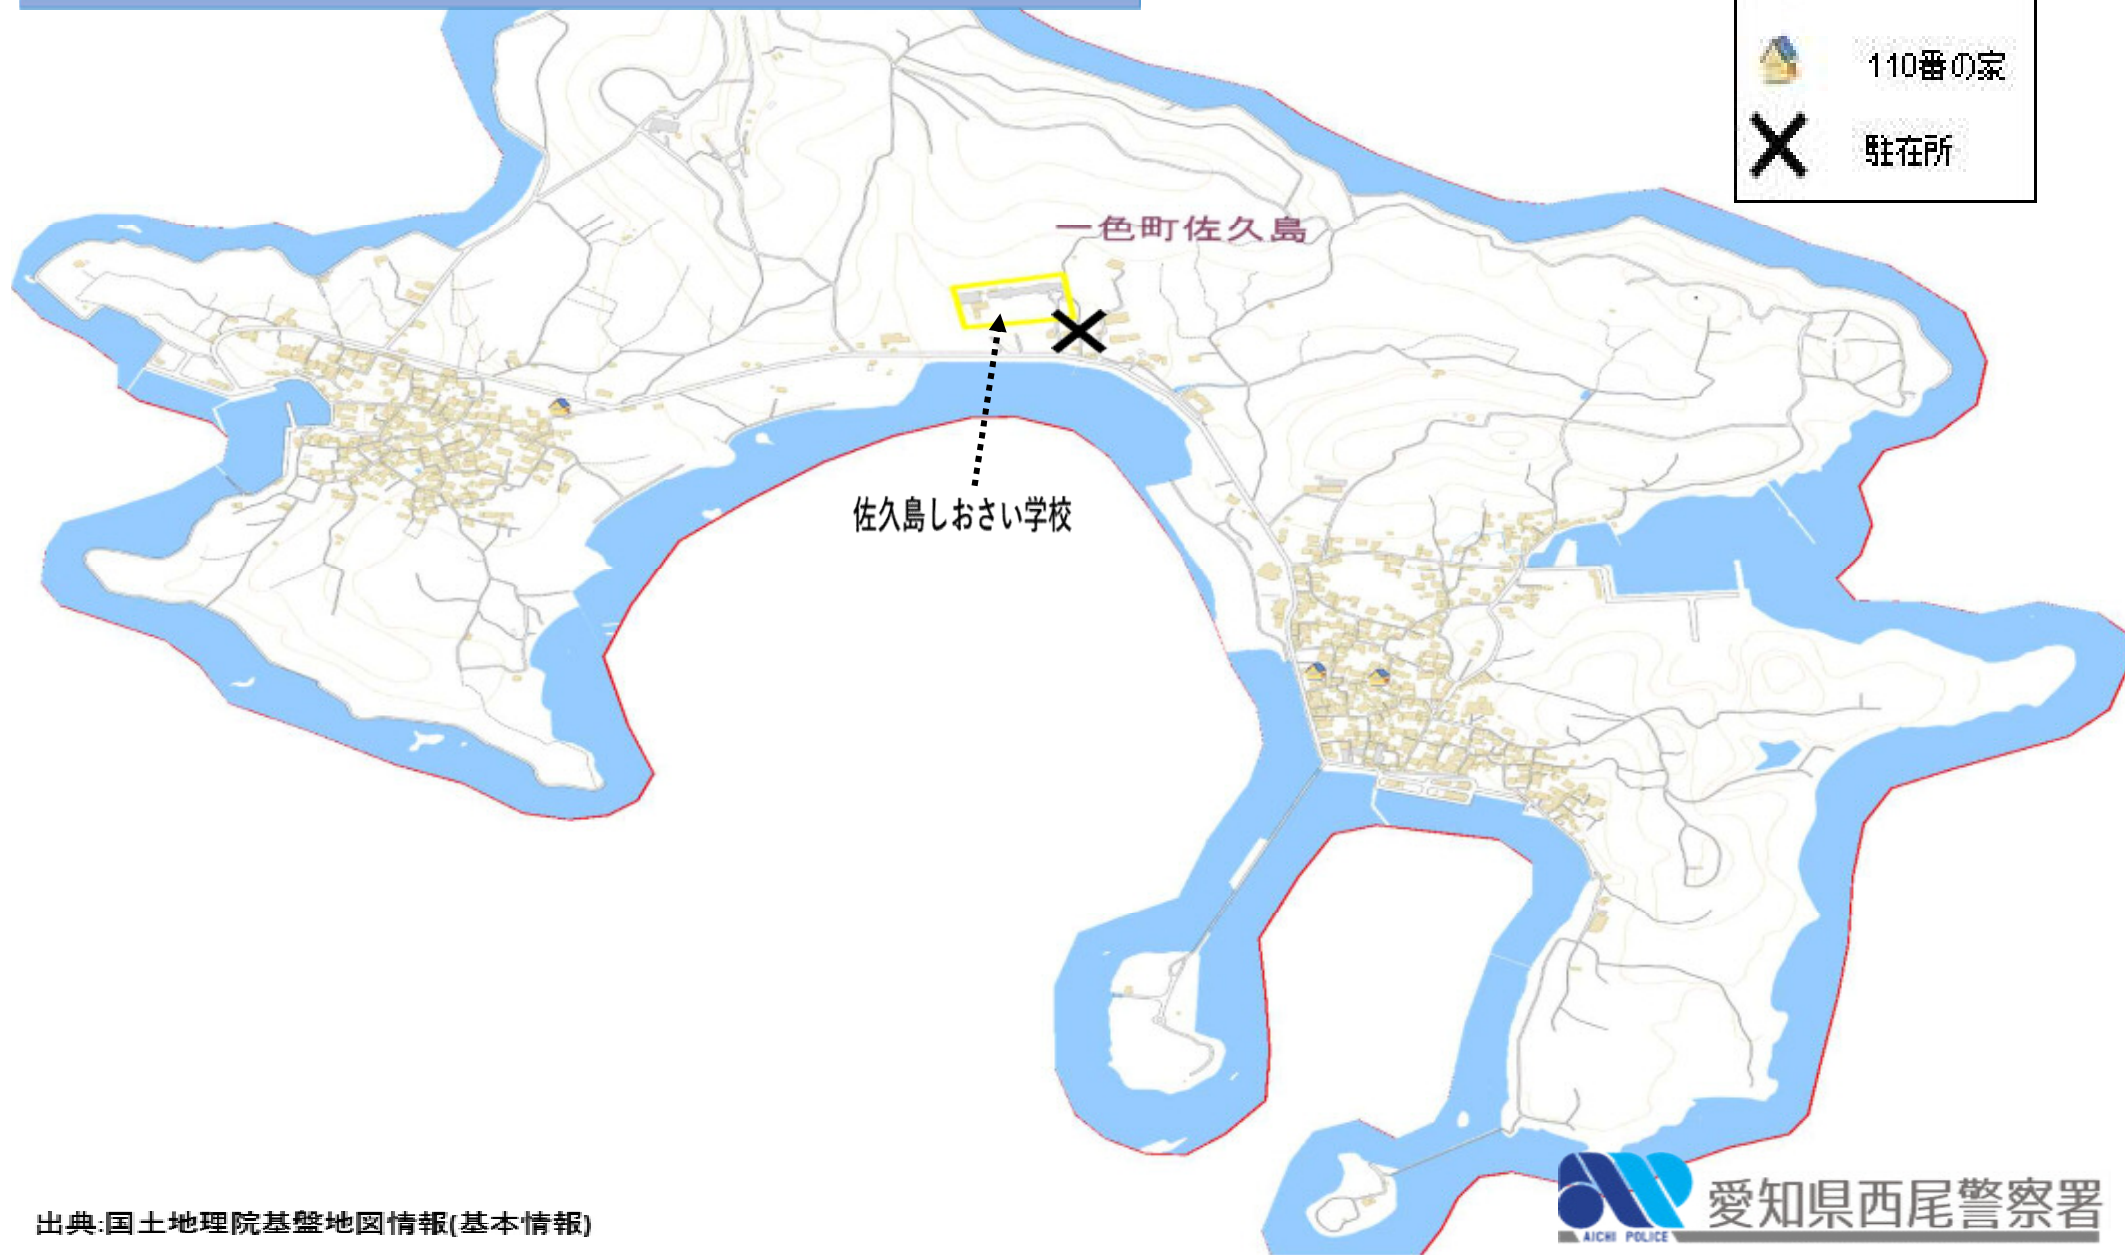 110番の家
駐在所
一色町佐久島
佐久島しおさい学校
出典:国土地理院基盤地図情報(基本情報)
愛知県西尾警察署
AICHI POLICE